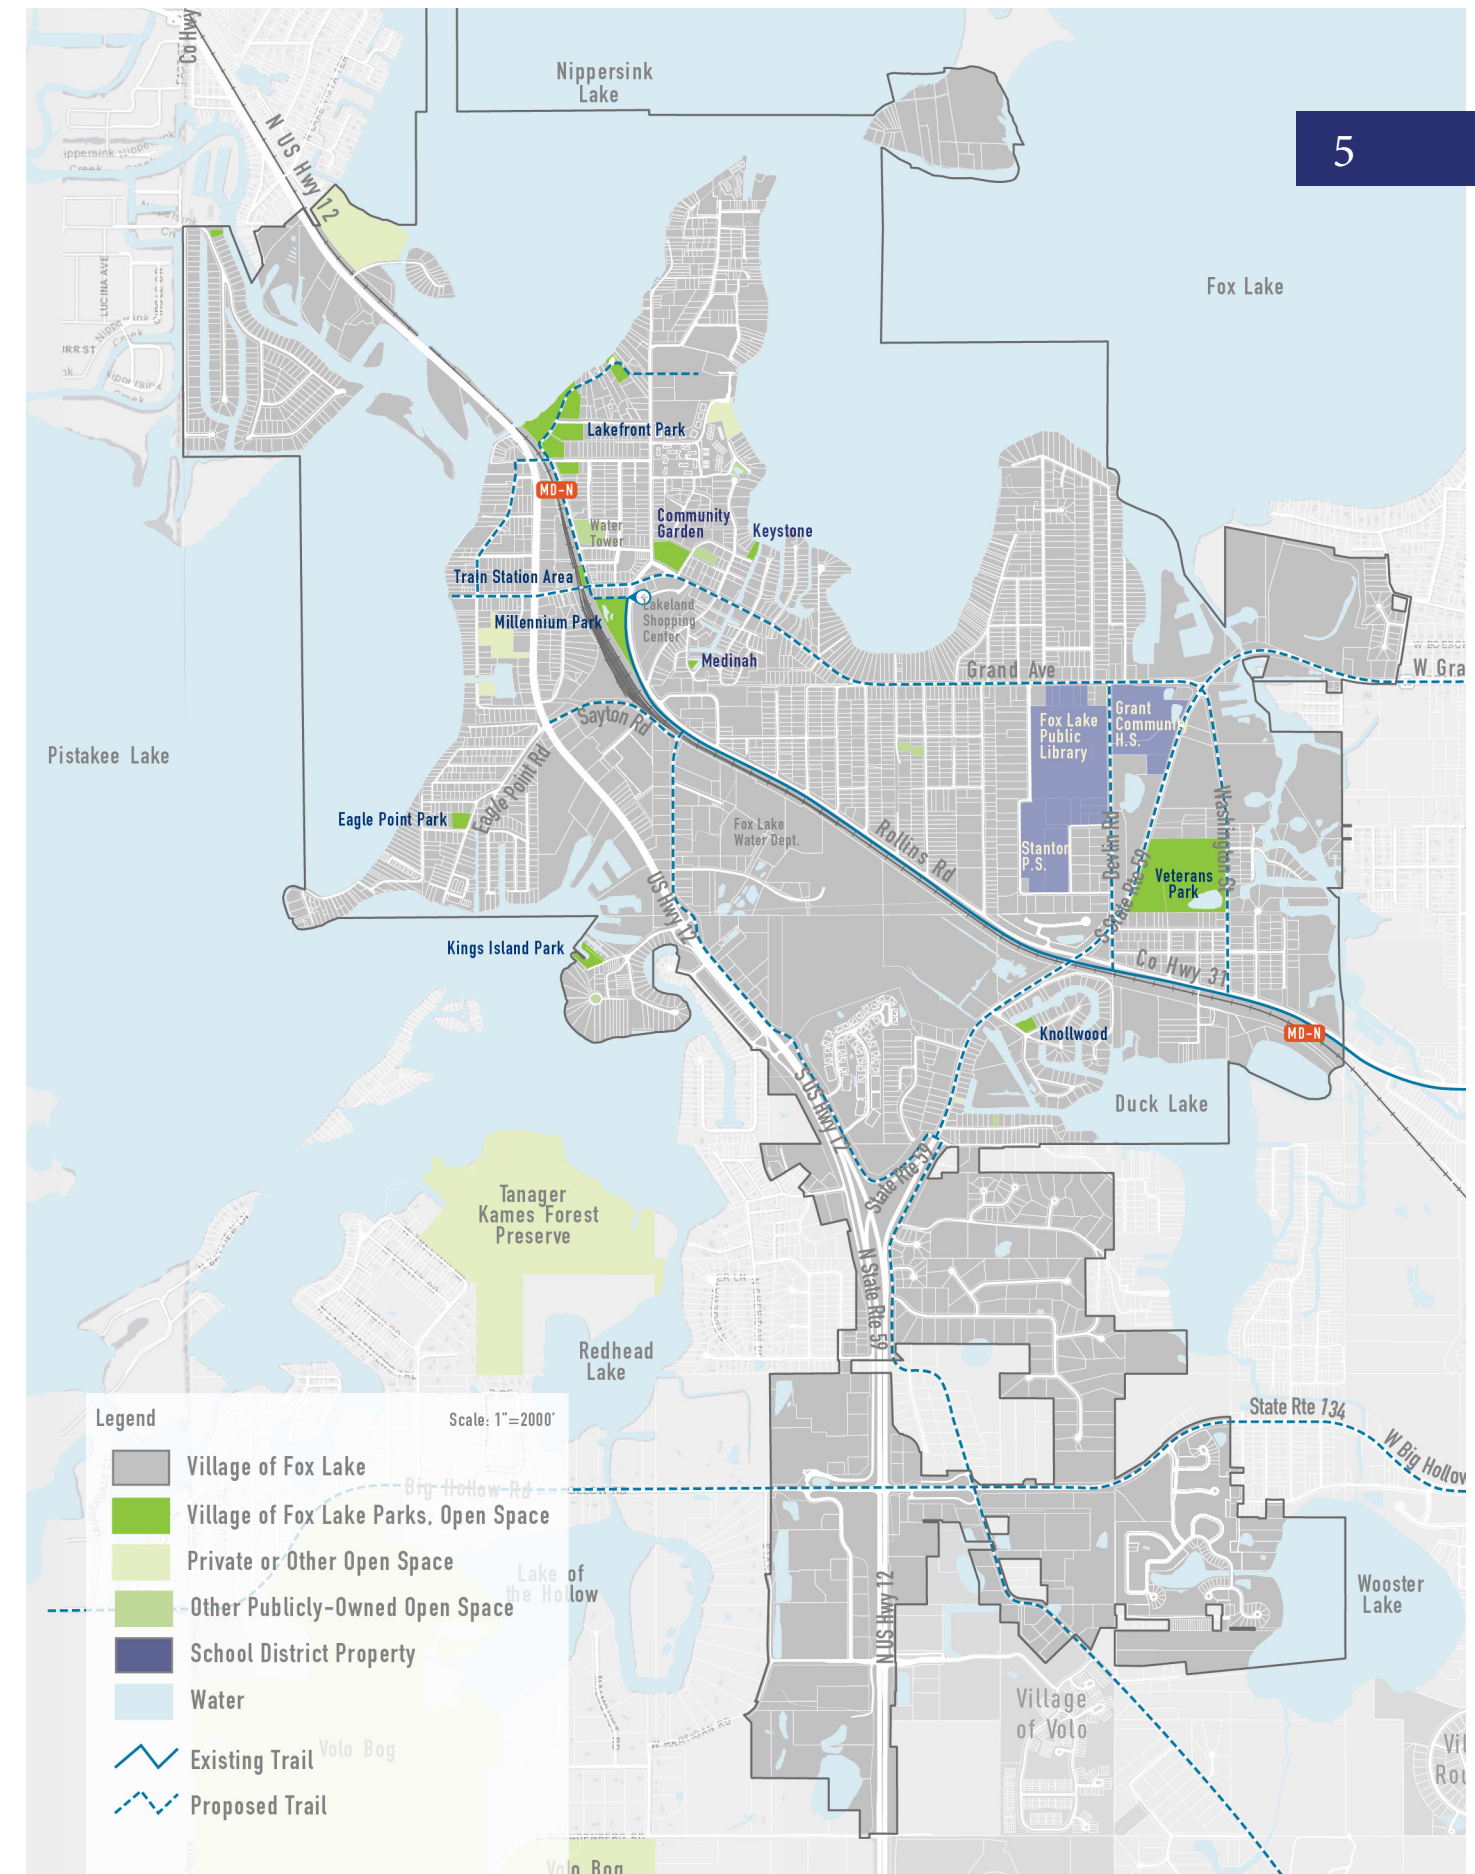 Co Hwy
Nippersink
Lake
5
N US Hwy 12
LUCINA AVE
Fox Lake
Lakefront Park
MD-N
Water
Tower
Community
Garden
Keystone
Train Station Area
Millennium Park
Lakeland
Shopping
Center
Medinah
Grand Ave
W Gra
Sayton Rd
Fox Lake
Public
Library
Grant
Community
H.S.
Pistakee Lake
Eagle Point Rd
Eagle Point Park
Fox Lake
Water Dept.
Rollins Rd
Stanton
P.S.
Devlin Rd
S State Rte 59
Washington St
Veterans
Park
US Hwy 12
Kings Island Park
Co Hwy 31
Knollwood
MD-N
Duck Lake
S US Hwy 12
State Rte 59
Tanager
Kames Forest
Preserve
N State Rte 59
Redhead
Lake
State Rte 134
W Big Hollow
Legend
Scale: 1"=2000'
Village of Fox Lake
Big Hollow Rd
Village of Fox Lake Parks, Open Space
Private or Other Open Space
Lake of
the Hollow
Other Publicly-Owned Open Space
Wooster
Lake
N US Hwy 12
School District Property
Water
Village
of Volo
W HARTIGAN RD
Existing Trail
Volo Bog
Vil
Rou
Proposed Trail
Volo Bog